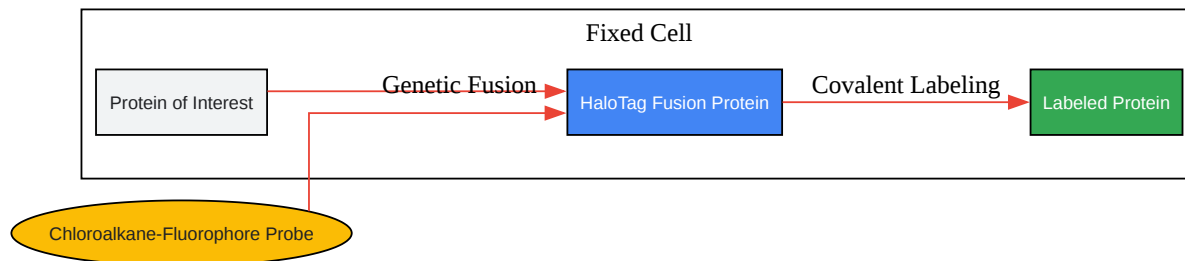 Fixed Cell
Protein of Interest
Genetic Fusion
HaloTag Fusion Protein
Covalent Labeling
Labeled Protein
Chloroalkane-Fluorophore Probe